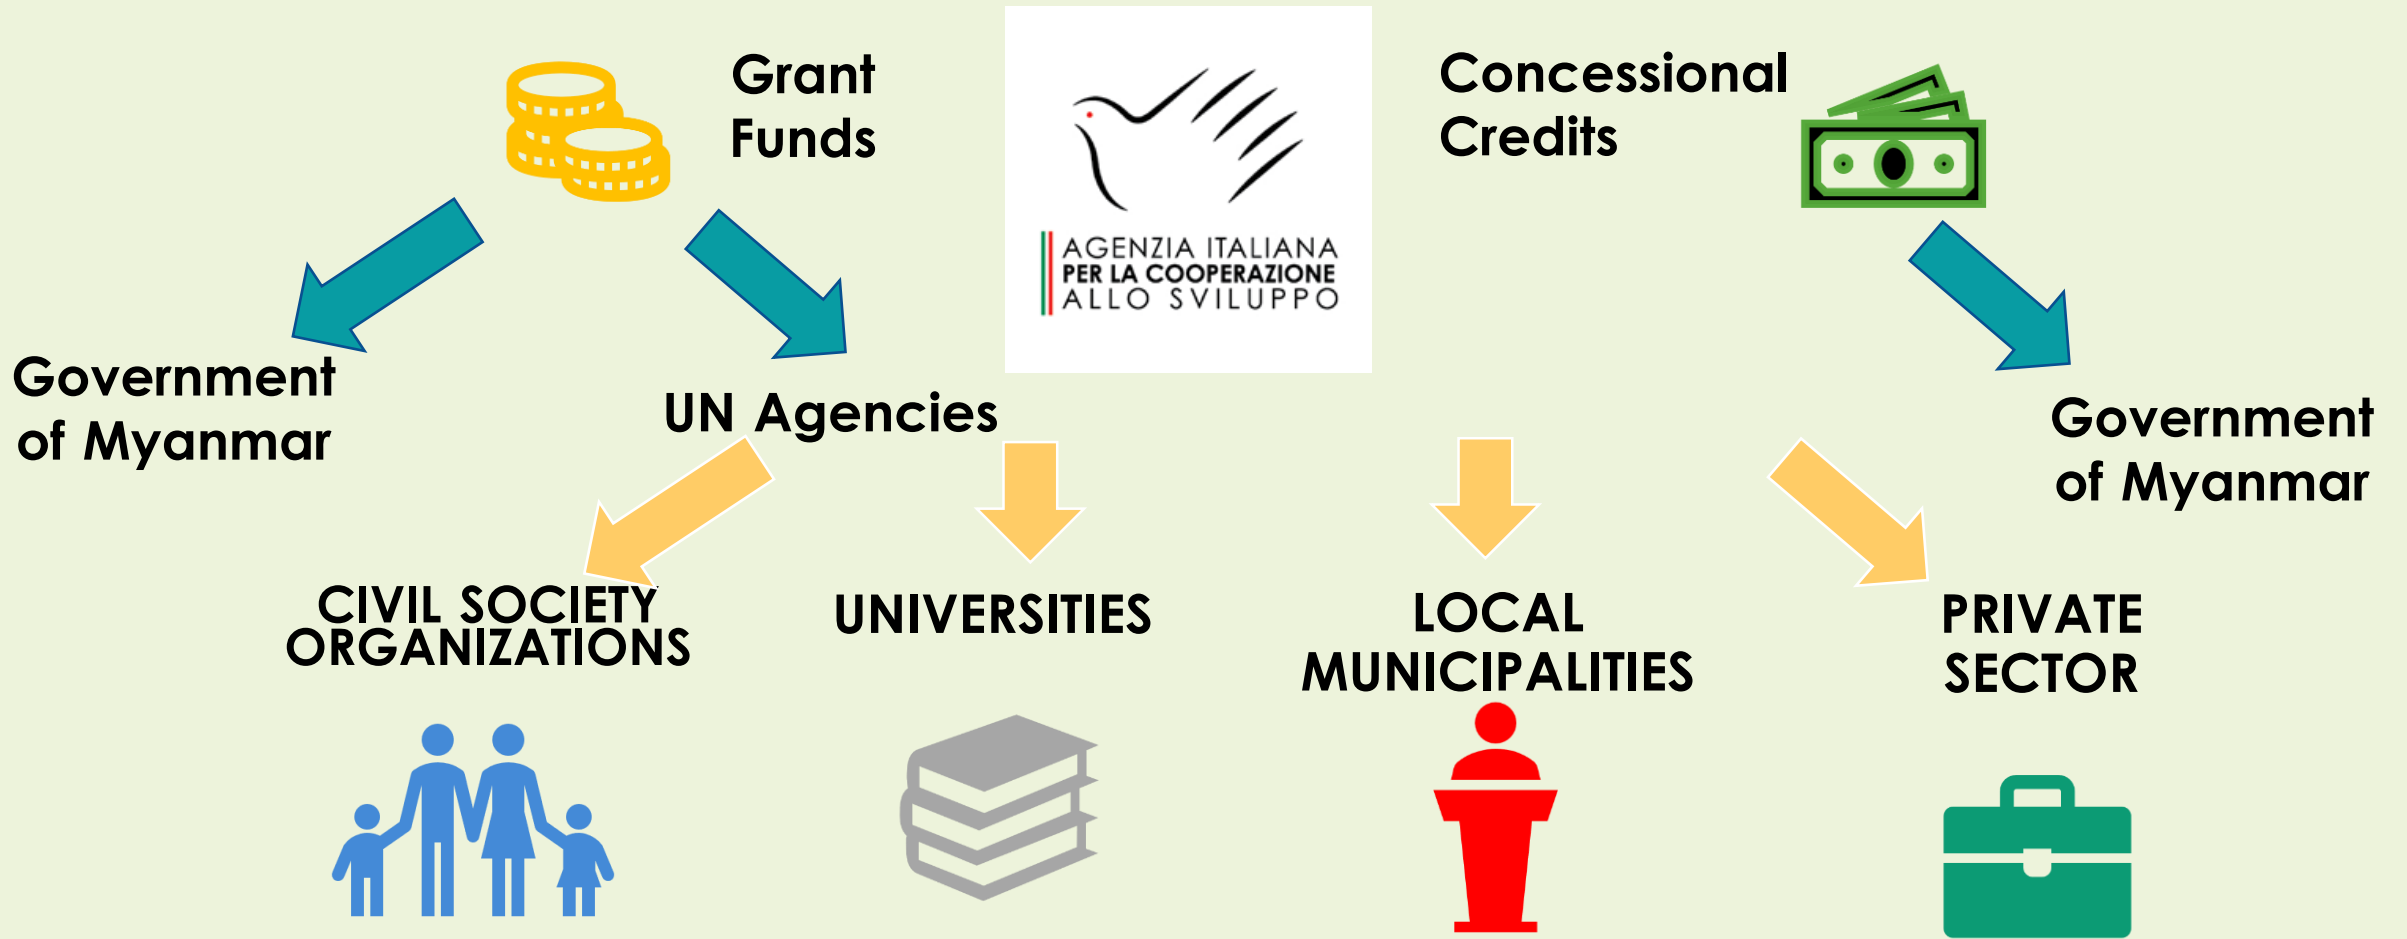 Grant
Funds
AGENZIA ITALIANA
PER LA COOPERAZIONE
ALLO SVILUPPO
Concessional
Credits
Government
of Myanmar
UN Agencies
Government
of Myanmar
CIVIL SOCIETY
ORGANIZATIONS
UNIVERSITIES
LOCAL
MUNICIPALITIES
PRIVATE
SECTOR